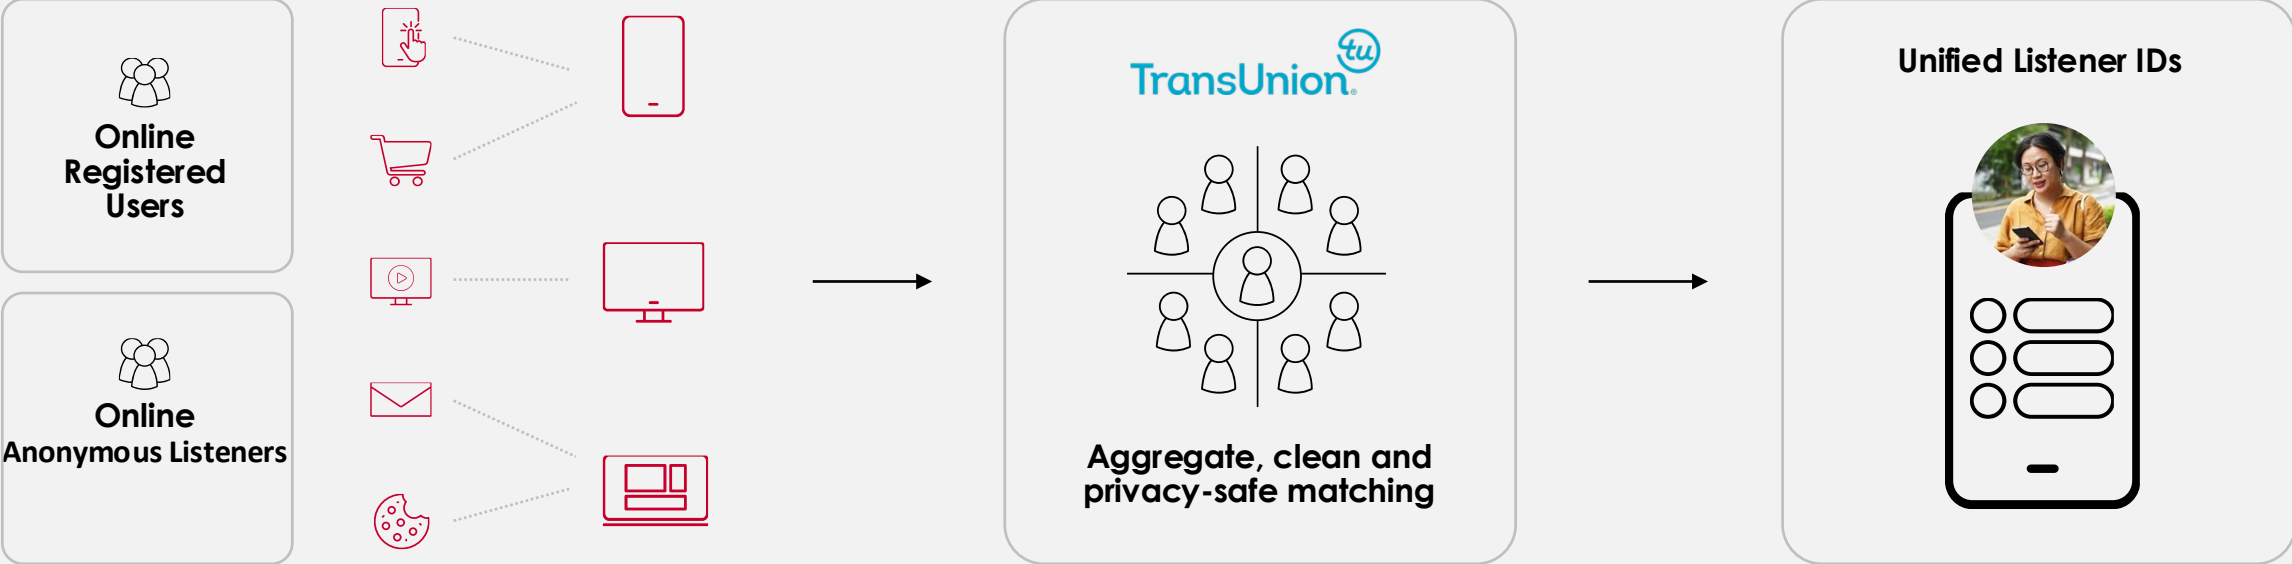 Online
Registered
Users
Online
Anonymous Listeners
tu
TransUnion®
Aggregate, clean and
privacy-safe matching
Unified Listener IDs